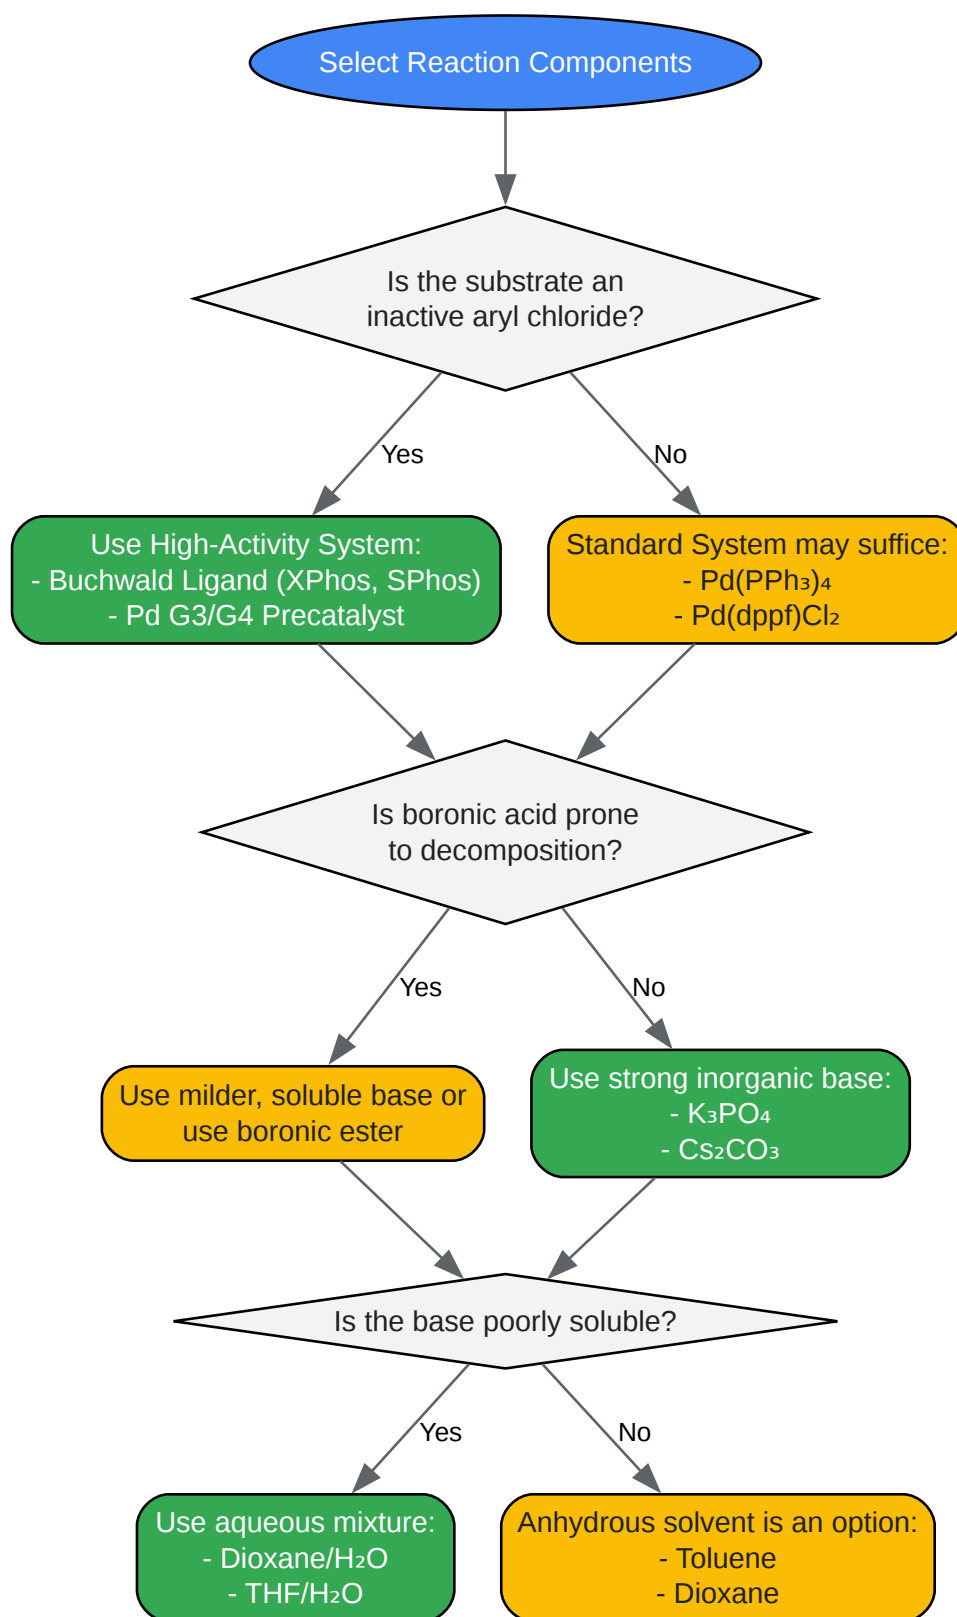 Select Reaction Components
Is the substrate an
inactive aryl chloride?
Yes
No
Use High-Activity System:
- Buchwald Ligand (XPhos, SPhos)
- Pd G3/G4 Precatalyst
Standard System may suffice:
- Pd(PPh₃)₄
- Pd(dppf)Cl₂
Is boronic acid prone
to decomposition?
Yes
No
Use milder, soluble base or
use boronic ester
Use strong inorganic base:
- K₃PO₄
- Cs₂CO₃
Is the base poorly soluble?
Yes
No
Use aqueous mixture:
- Dioxane/H₂O
- THF/H₂O
Anhydrous solvent is an option:
- Toluene
- Dioxane